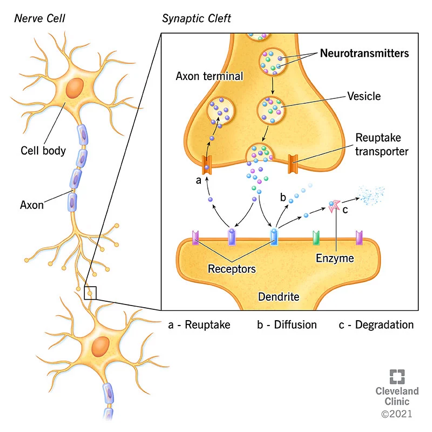 Nerve Cell
Synaptic Cleft
Neurotransmitters
Axon terminal
Vesicle
Cell body
Reuptake
transporter
a
Axon
b
c
Receptors
Enzyme
Dendrite
a - Reuptake b - Diffusion c - Degradation
Cleveland
Clinic
©2021